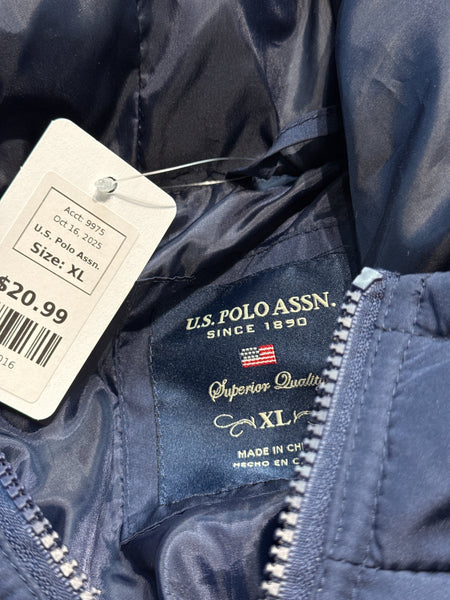 Acct: 9975
Oct 16, 2025
U.S. Polo Assn.
Size: XL
$20.99
016
U.S. POLO ASSN.
SINCE 1890
Superior Quality
XL
MADE IN
HECHO EN